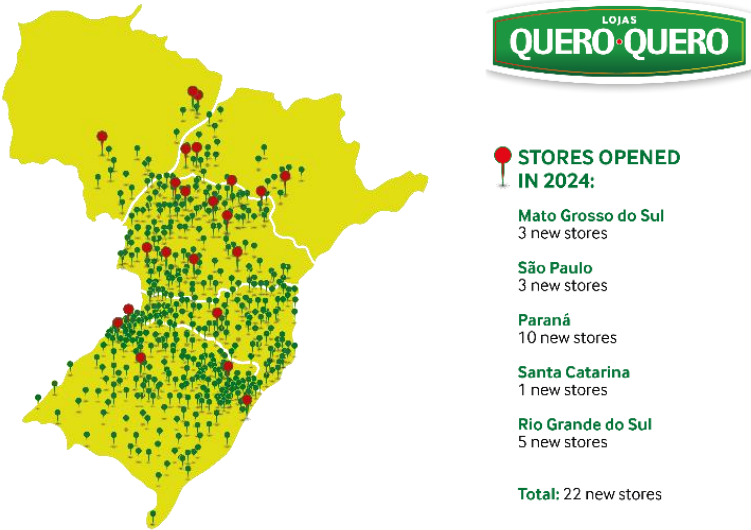 LOJAS
QUERO·QUERO
STORES OPENED
IN 2024:
Mato Grosso do Sul
3 new stores
São Paulo
3 new stores
Paraná
10 new stores
Santa Catarina
1 new stores
Rio Grande do Sul
5 new stores
Total: 22 new stores